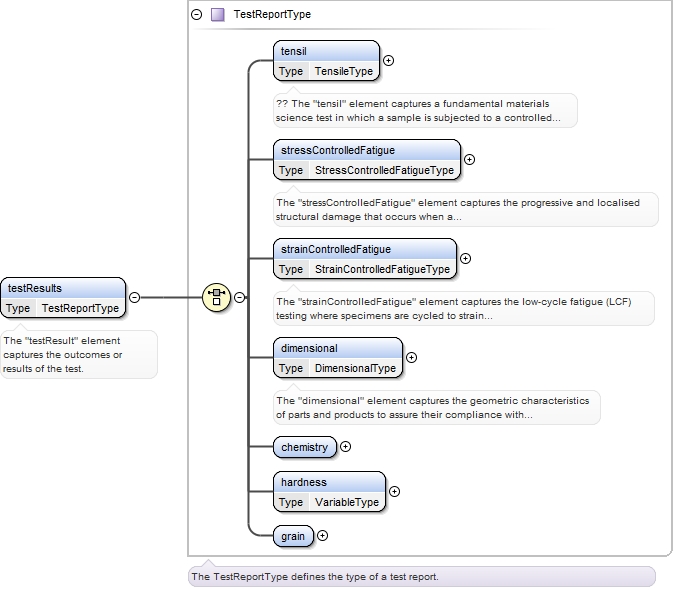 TestReportType
tensil
Type TensileType
?? The "tensil" element captures a fundamental materials
science test in which a sample is subjected to a controlled...
stressControlledFatigue
Type StressControlledFatigueType
The "stressControlledFatigue" element captures the progressive and localised
structural damage that occurs when a...
strainControlledFatigue
Type StrainControlledFatigueType
The "strainControlledFatigue" element captures the low-cycle fatigue (LCF)
testing where specimens are cycled to strain...
testResults
Type TestReportType
The "testResult" element
captures the outcomes or
results of the test.
dimensional
Type DimensionalType
The "dimensional" element captures the geometric characteristics
of parts and products to assure their compliance with...
chemistry
hardness
Type VariableType
grain
The TestReportType defines the type of a test report.